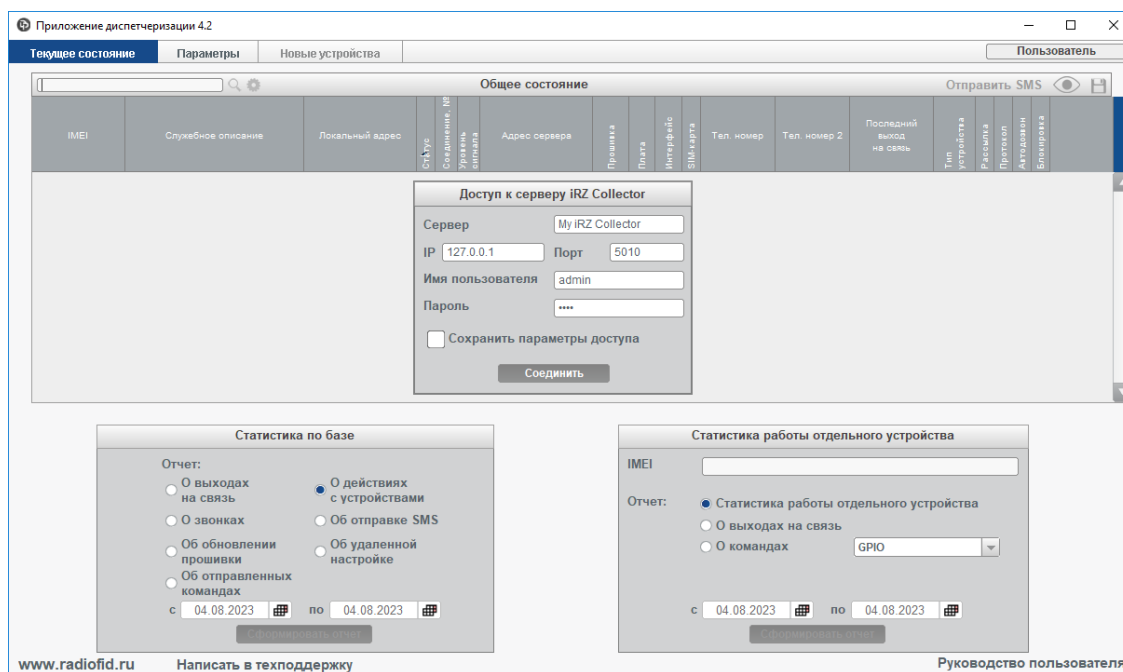 Приложение диспетчеризации 4.2
Текущее состояние Параметры Новые устройства Пользователь
Общее состояние Отправить SMS
IMEI Служебное описание Локальный адрес Статус Соединение, № Уровень сигнала Адрес сервера Прошивка Плата Интерфейс SIM-карта Тел. номер Тел. номер 2 Последний выход на связь Тип устройства Рассылка Протокол Автодозвон Блокировка
Доступ к серверу iRZ Collector
Сервер My iRZ Collector
IP 127.0.0.1 Порт 5010
Имя пользователя admin
Пароль ••••
Сохранить параметры доступа
Соединить
Статистика по базе
Отчет:
О выходах на связь
О действиях с устройствами
О звонках
Об отправке SMS
Об обновлении прошивки
Об удаленной настройке
Об отправленных командах
с 04.08.2023 по 04.08.2023
Сформировать отчет
Статистика работы отдельного устройства
IMEI
Отчет: Статистика работы отдельного устройства
О выходах на связь
О командах GPIO
с 04.08.2023 по 04.08.2023
Сформировать отчет
www.radiofid.ru Написать в техподдержку Руководство пользователя